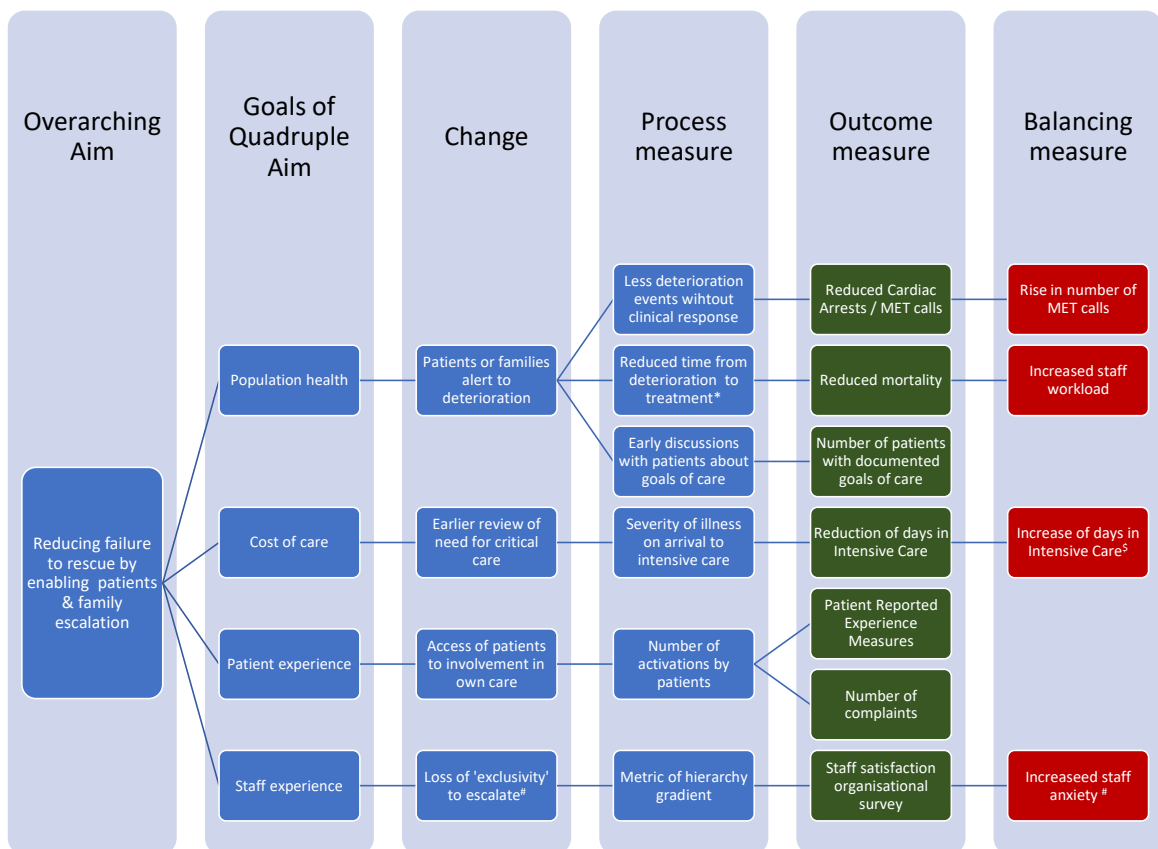 Overarching
Aim
Goals of
Quadruple
Aim
Change
Process
measure
Outcome
measure
Balancing
measure
Reducing failure
to rescue by
enabling patients
& family
escalation
Population health
Patients or families
alert to
deterioration
Less deterioration
events wihtout
clinical response
Reduced Cardiac
Arrests / MET calls
Rise in number of
MET calls
Reduced time from
deterioration to
treatment*
Reduced mortality
Increased staff
workload
Early discussions
with patients about
goals of care
Number of patients
with documented
goals of care
Cost of care
Earlier review of
need for critical
care
Severity of illness
on arrival to
intensive care
Reduction of days in
Intensive Care
Increase of days in
Intensive Care$
Patient experience
Access of patients
to involvement in
own care
Number of
activations by
patients
Patient Reported
Experience
Measures
Number of
complaints
Staff experience
Loss of 'exclusivity'
to escalate#
Metric of hierarchy
gradient
Staff satisfaction
organisational
survey
Increaseed staff
anxiety #